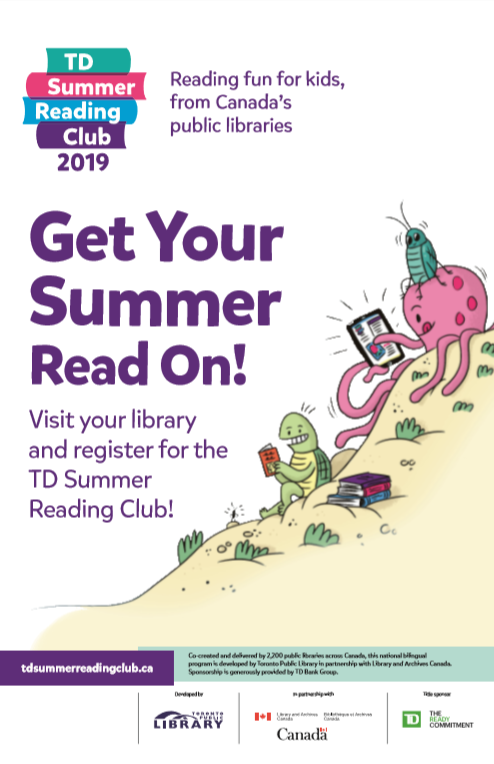 TD
Summer
Reading
Club
2019
Reading fun for kids,
from Canada's
public libraries
Get Your
Summer
Read On!
Visit your library
and register for the
TD Summer
Reading Club!
tdsummerreadingclub.ca
Co-created and delivered by 2,200 public libraries across Canada, this national bilingual
program is developed by Toronto Public Library in partnership with Library and Archives Canada.
Sponsorship is generously provided by TD Bank Group.
Developed by
TORONTO
PUBLIC
LIBRARY
In partnership with
Library and Archives
Canada
Bibliothèque et Archives
Canada
Canada
Title sponsor
TD
THE
READY
COMMITMENT